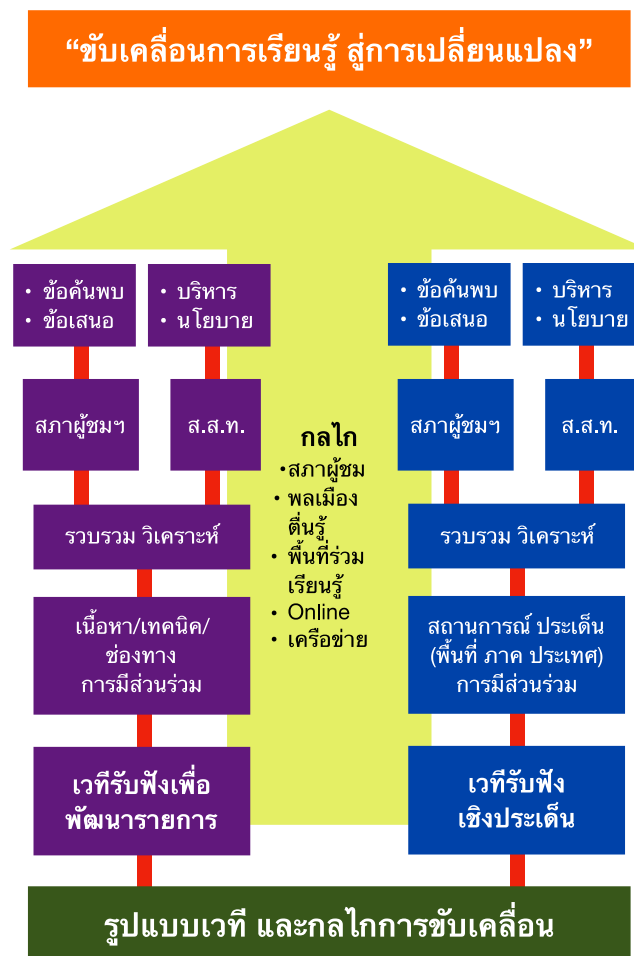 “ขับเคลื่อนการเรียนรู้ สู่การเปลี่ยนแปลง”
• ข้อค้นพบ
• ข้อเสนอ
• บริหาร
• นโยบาย
สภาผู้ชมฯ
ส.ส.ท.
รวบรวม วิเคราะห์
เนื้อหา/เทคนิค/
ช่องทาง
การมีส่วนร่วม
เวทีรับฟังเพื่อ
พัฒนารายการ
กลไก
•สภาผู้ชม
• พลเมือง
ตื่นรู้
• พื้นที่ร่วม
เรียนรู้
• Online
• เครือข่าย
• ข้อค้นพบ
• ข้อเสนอ
• บริหาร
• นโยบาย
สภาผู้ชมฯ
ส.ส.ท.
รวบรวม วิเคราะห์
สถานการณ์ ประเด็น
(พื้นที่ ภาค ประเทศ)
การมีส่วนร่วม
เวทีรับฟัง
เชิงประเด็น
รูปแบบเวที และกลไกการขับเคลื่อน